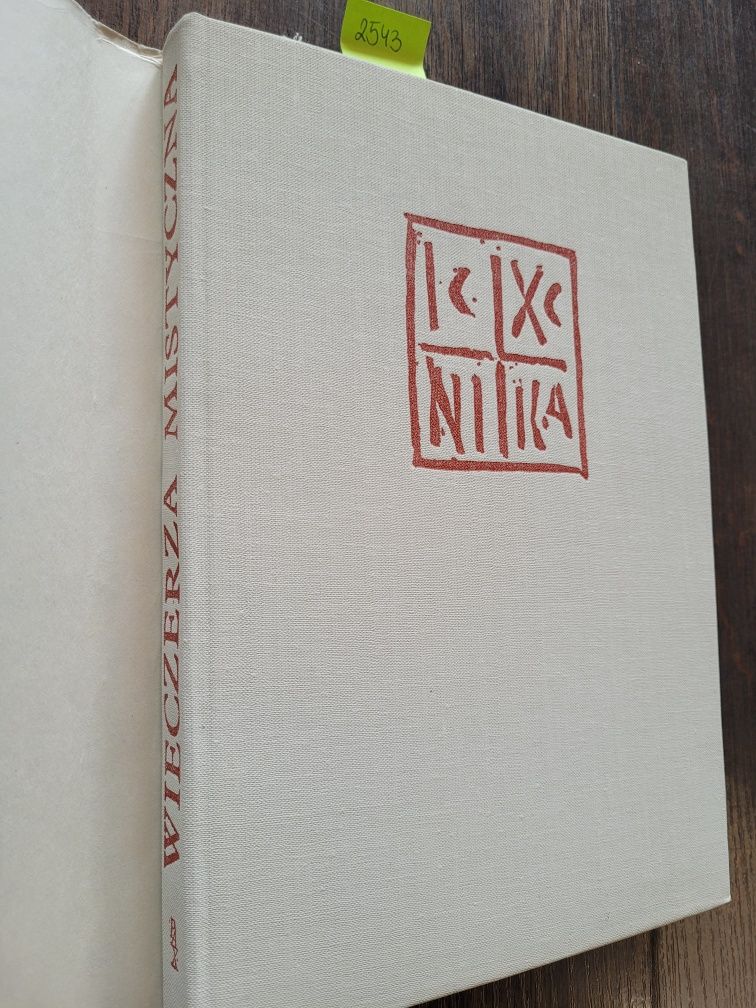 2543
IC XC
NI KA
WIECZERZA MISTYCZNA